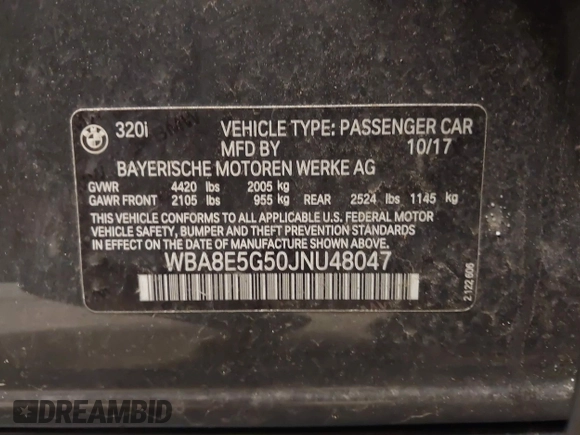 320i VEHICLE TYPE: PASSENGER CAR
MFD BY 10/17
BAYERISCHE MOTOREN WERKE AG
GVWR 4420 lbs 2005 kg
GAWR FRONT 2105 lbs 955 kg REAR 2524 lbs 1145 kg
THIS VEHICLE CONFORMS TO ALL APPLICABLE U.S. FEDERAL MOTOR
VEHICLE SAFETY, BUMPER, AND THEFT PREVENTION STANDARDS
IN EFFECT ON THE DATE OF MANUFACTURE SHOWN ABOVE.
WBA8E5G50JNU48047
2 122 606
DREAMBID